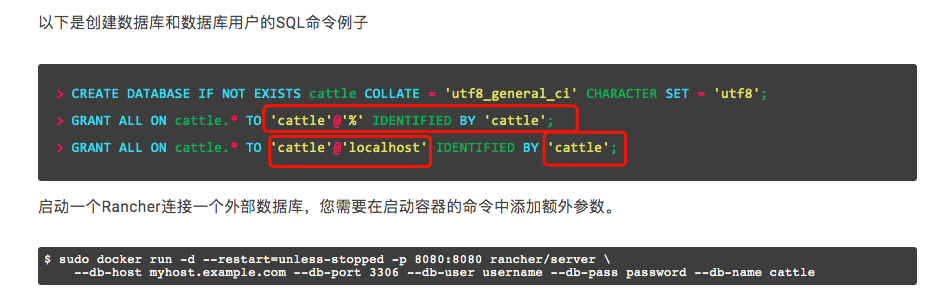 以下是创建数据库和数据库用户的SQL命令例子
> CREATE DATABASE IF NOT EXISTS cattle COLLATE = 'utf8_general_ci' CHARACTER SET = 'utf8';
> GRANT ALL ON cattle.* TO 'cattle'@'%' IDENTIFIED BY 'cattle';
> GRANT ALL ON cattle.* TO 'cattle'@'localhost' IDENTIFIED BY 'cattle';
启动一个Rancher连接一个外部数据库，您需要在启动容器的命令中添加额外参数。
$ sudo docker run -d --restart=unless-stopped -p 8080:8080 rancher/server \
--db-host myhost.example.com --db-port 3306 --db-user username --db-pass password --db-name cattle